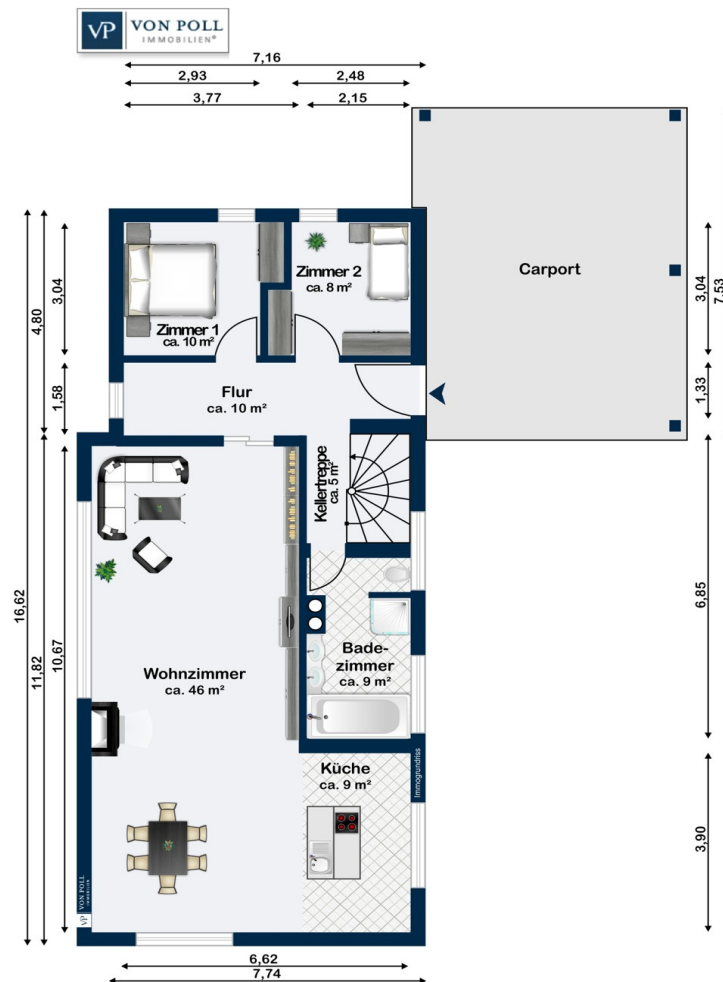 VP VON POLL
IMMOBILIEN®
7,16
2,93 2,48
3,77 2,15
Zimmer 1
ca. 10 m²
Zimmer 2
ca. 8 m²
Carport
16,62
4,80
3,04
1,58
3,04
7,53
1,33
Flur
ca. 10 m²
Kellertreppe
ca. 5 m²
11,82
10,67
6,85
Wohnzimmer
ca. 46 m²
Bade-
zimmer
ca. 9 m²
Küche
ca. 9 m²
Immogrundriss
3,90
VP VON POLL
IMMOBILIEN®
6,62
7,74